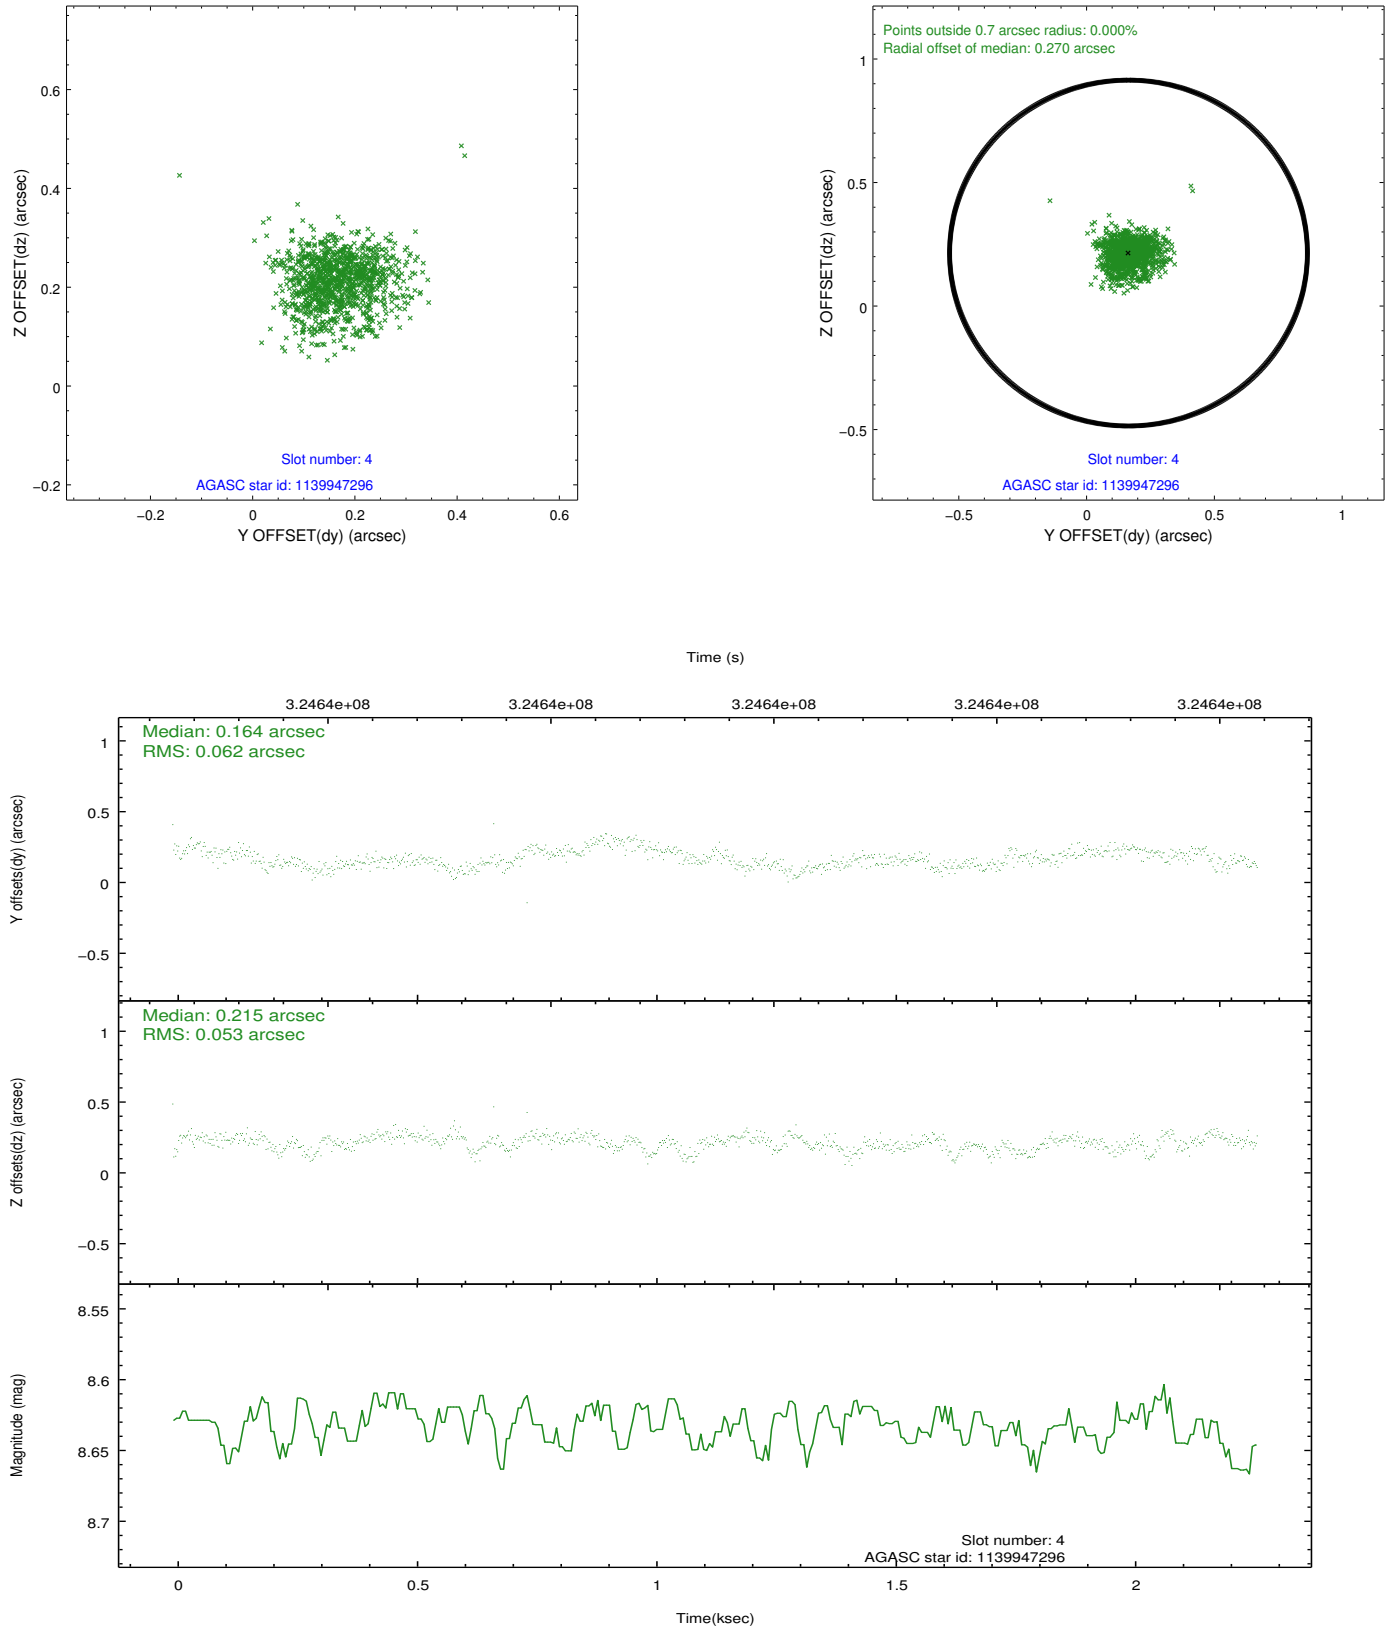 0.6
0.4
0.2
0
−0.2
Z OFFSET(dz) (arcsec)
Slot number: 4
AGASC star id: 1139947296
−0.2 0 0.2 0.4 0.6
Y OFFSET(dy) (arcsec)
Points outside 0.7 arcsec radius: 0.000%
Radial offset of median: 0.270 arcsec
1
0.5
0
−0.5
Z OFFSET(dz) (arcsec)
Slot number: 4
AGASC star id: 1139947296
−0.5 0 0.5 1
Y OFFSET(dy) (arcsec)
Time (s)
3.2464e+08 3.2464e+08 3.2464e+08 3.2464e+08 3.2464e+08
Median: 0.164 arcsec
RMS: 0.062 arcsec
1
0.5
0
−0.5
Y offsets(dy) (arcsec)
Median: 0.215 arcsec
RMS: 0.053 arcsec
1
0.5
0
−0.5
Z offsets(dz) (arcsec)
8.55
8.6
8.65
8.7
Magnitude (mag)
Slot number: 4
AGASC star id: 1139947296
0 0.5 1 1.5 2
Time(ksec)